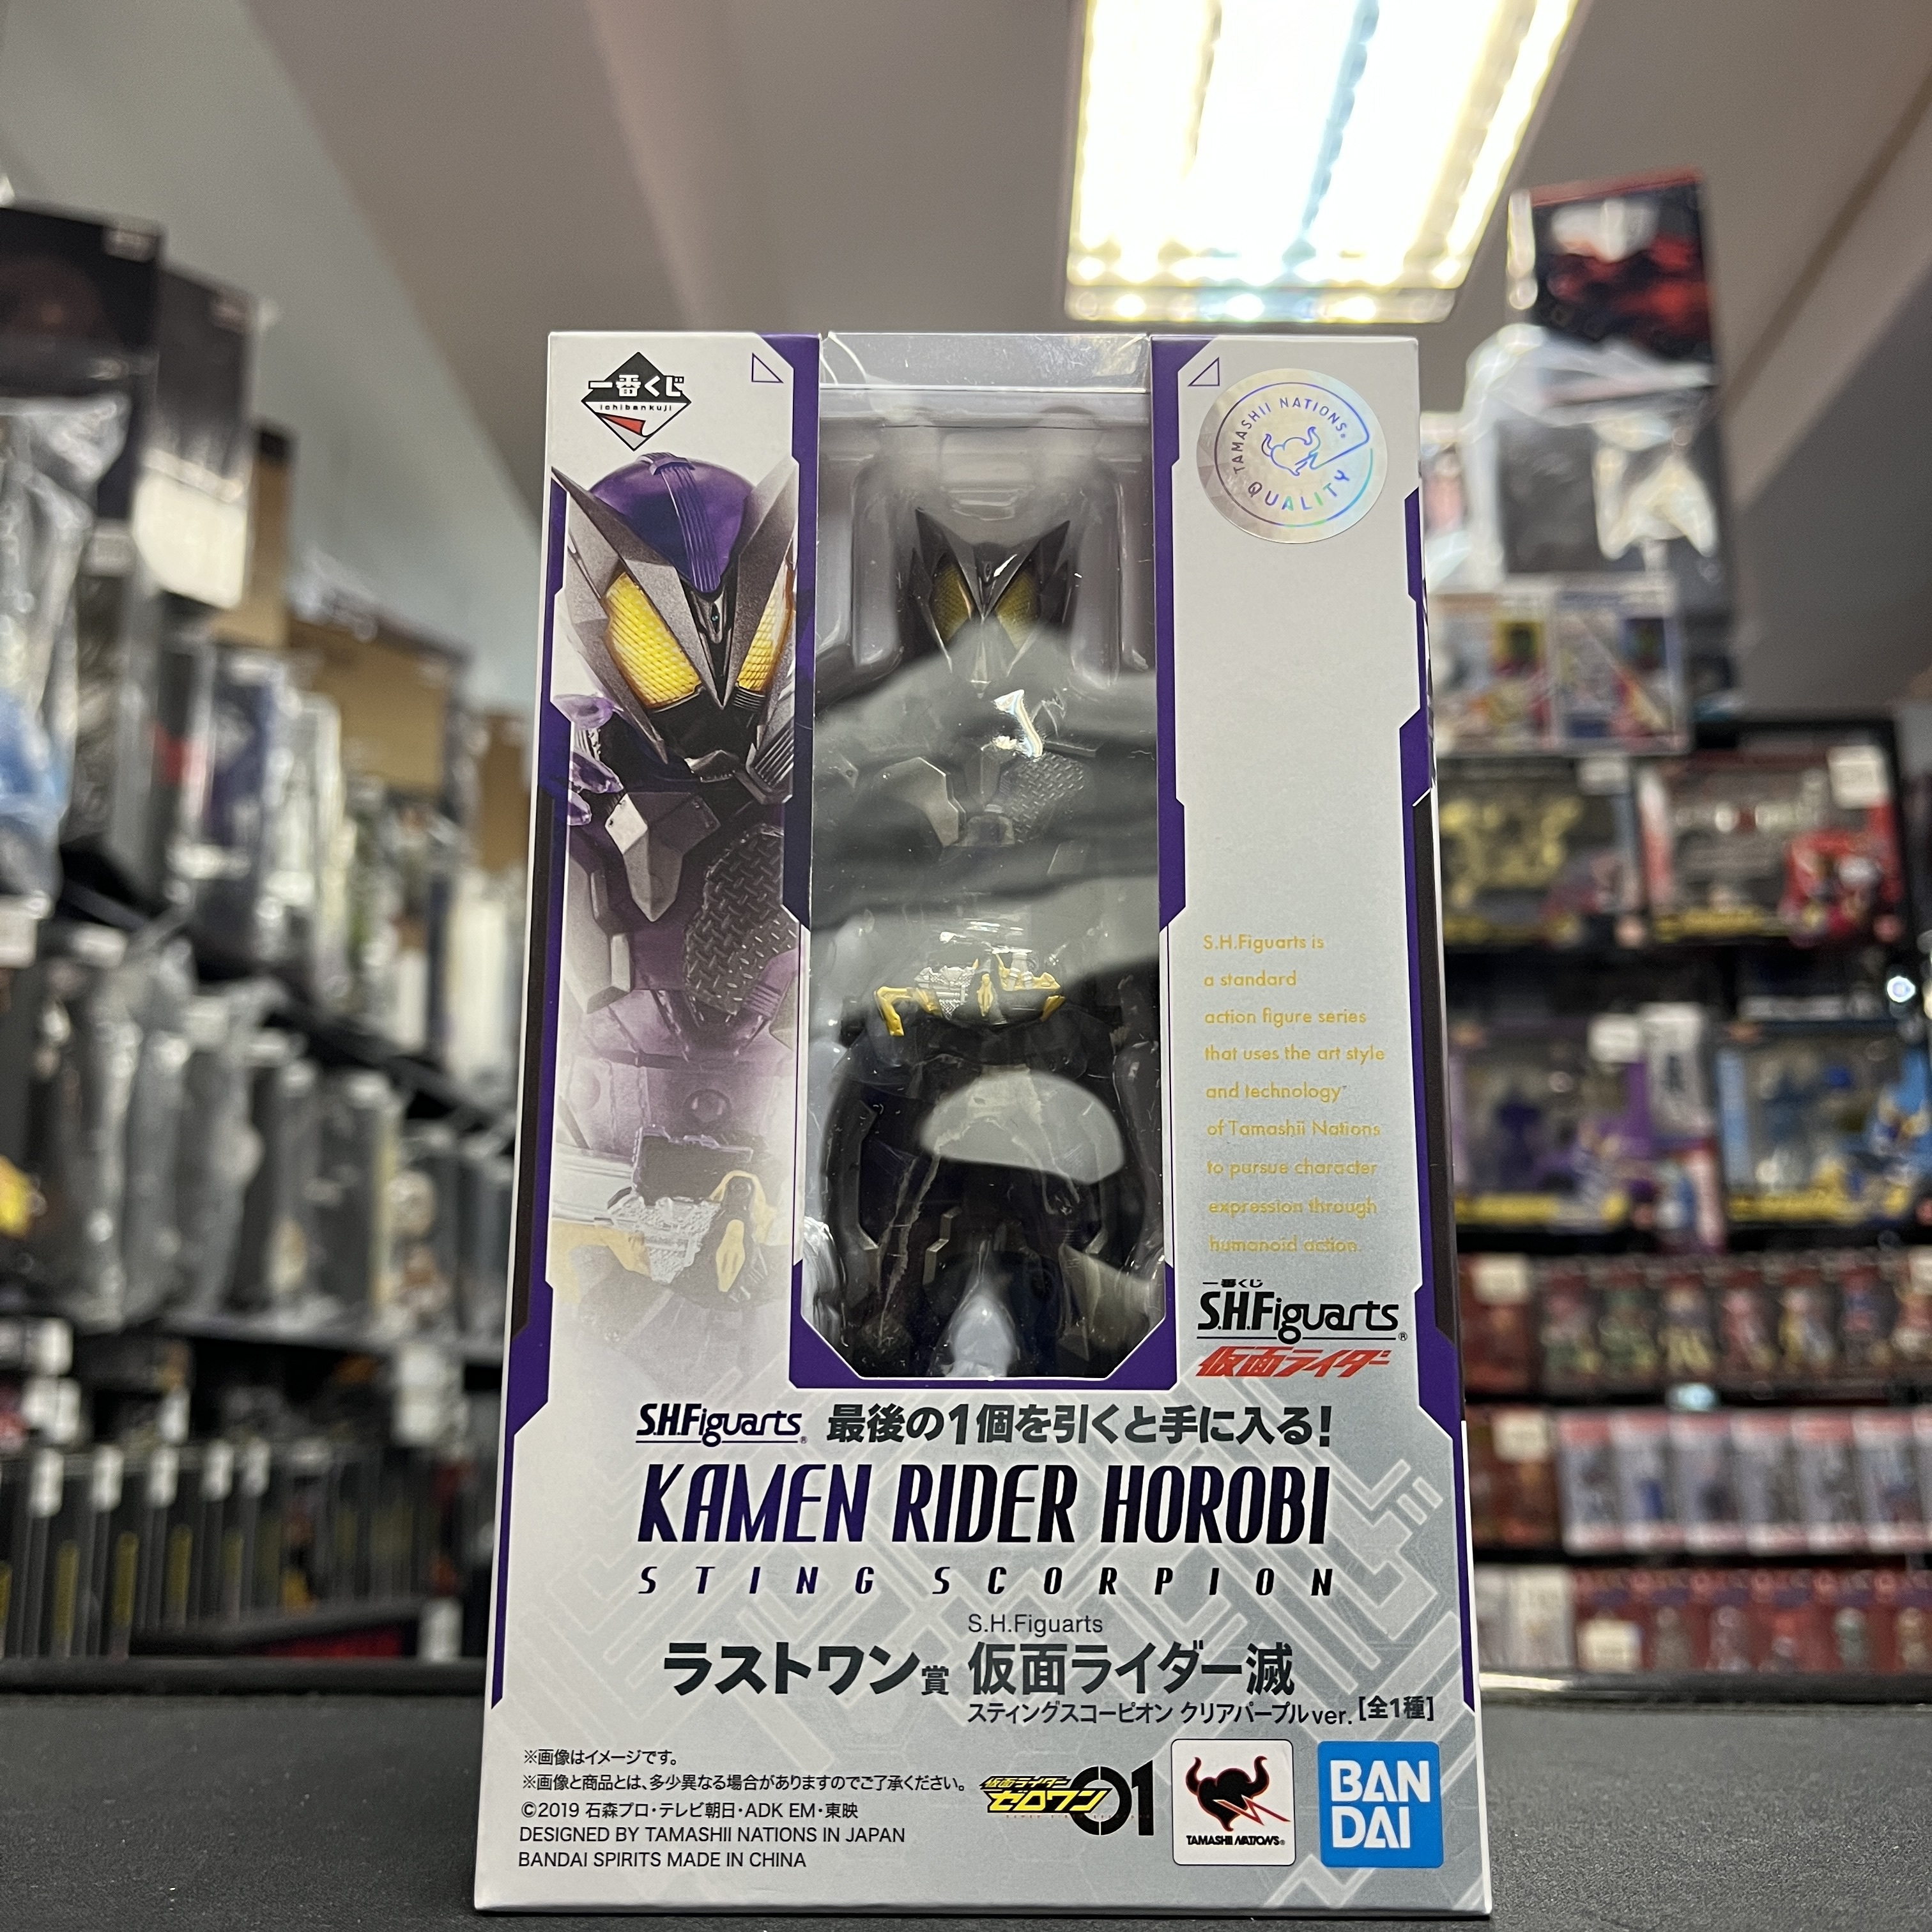 一番くじ
ichibankuji
TAMASHII NATIONS®
QUALITY
S.H.Figuarts is
a standard
action figure series
that uses the art style
and technology
of Tamashii Nations
to pursue character
expression through
humanoid action.
一番くじ
S.H.Figuarts®
仮面ライダー
S.H.Figuarts® 最後の1個を引くと手に入る!
KAMEN RIDER HOROBI
STING SCORPION
S.H.Figuarts
ラストワン賞 仮面ライダー滅
スティングスコーピオン クリアパープルver. [全1種]
※画像はイメージです。
※画像と商品とは、多少異なる場合がありますのでご了承ください。
©2019 石森プロ・テレビ朝日・ADK EM・東映
DESIGNED BY TAMASHII NATIONS IN JAPAN
BANDAI SPIRITS MADE IN CHINA
仮面ライダー
ゼロワン 01
TAMASHII NATIONS®
BAN
DAI